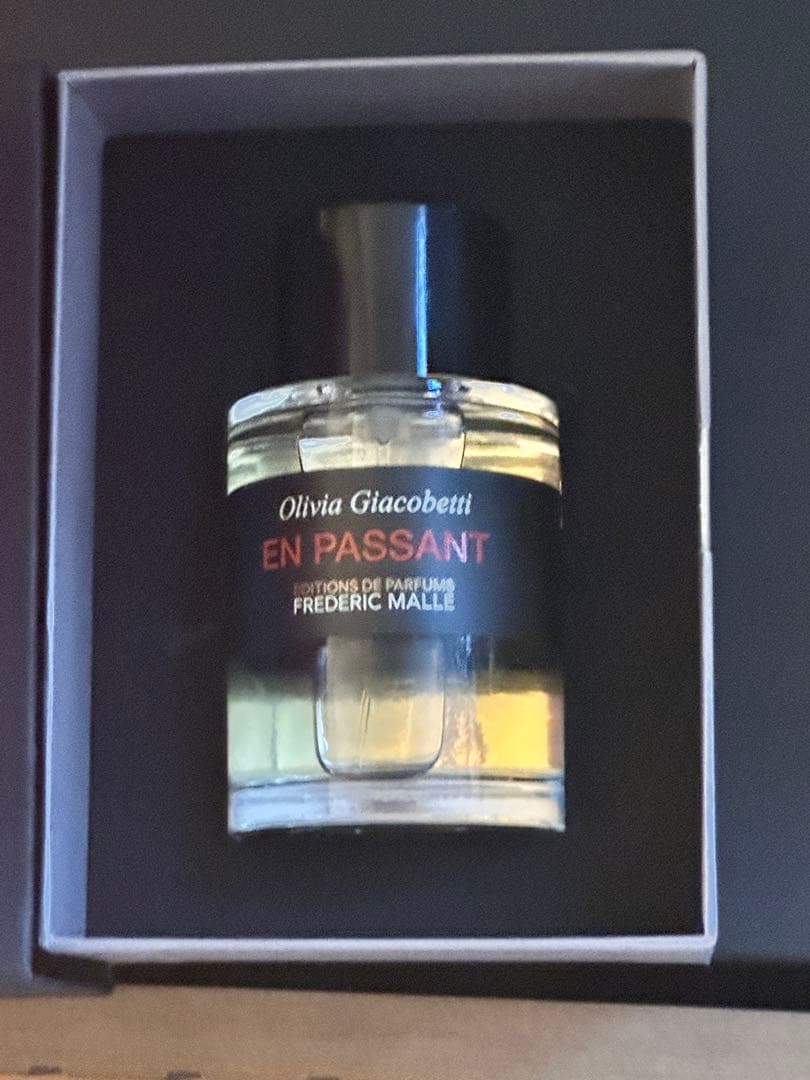 Olivia Giacobetti
EN PASSANT
EDITIONS DE PARFUMS
FREDERIC MALLE